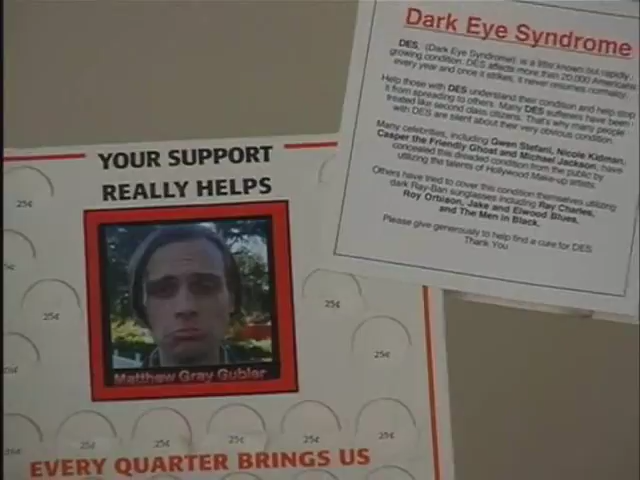 Dark Eye Syndrome
DES, (Dark Eye Syndrome) is a little known but rapidly
growing condition. DES affects more than 20,000 Americans
every year and once it strikes, it never resumes normality.
Help those with DES understand their condition and help stop
it from spreading to others. Many DES sufferers have been
treated like second class citizens. That's why many people
with DES are silent about their very obvious condition.
Many celebrities, including Gwen Stefani, Nicole Kidman,
Casper the Friendly Ghost and Michael Jackson, have
concealed this dreaded condition from the public by
utilizing the talents of Hollywood Make-up artists.
Others have tried to cover this condition themselves utilizing
dark Ray-Ban sunglasses including Ray Charles,
Roy Orbison, Jake and Elwood Blues,
and The Men in Black.
Please give generously to help find a cure for DES.
Thank You
YOUR SUPPORT
REALLY HELPS
25¢
25¢
25¢
25¢
25¢
Matthew Gray Gubler
25¢
25¢ 25¢ 25¢ 25¢ 25¢
EVERY QUARTER BRINGS US